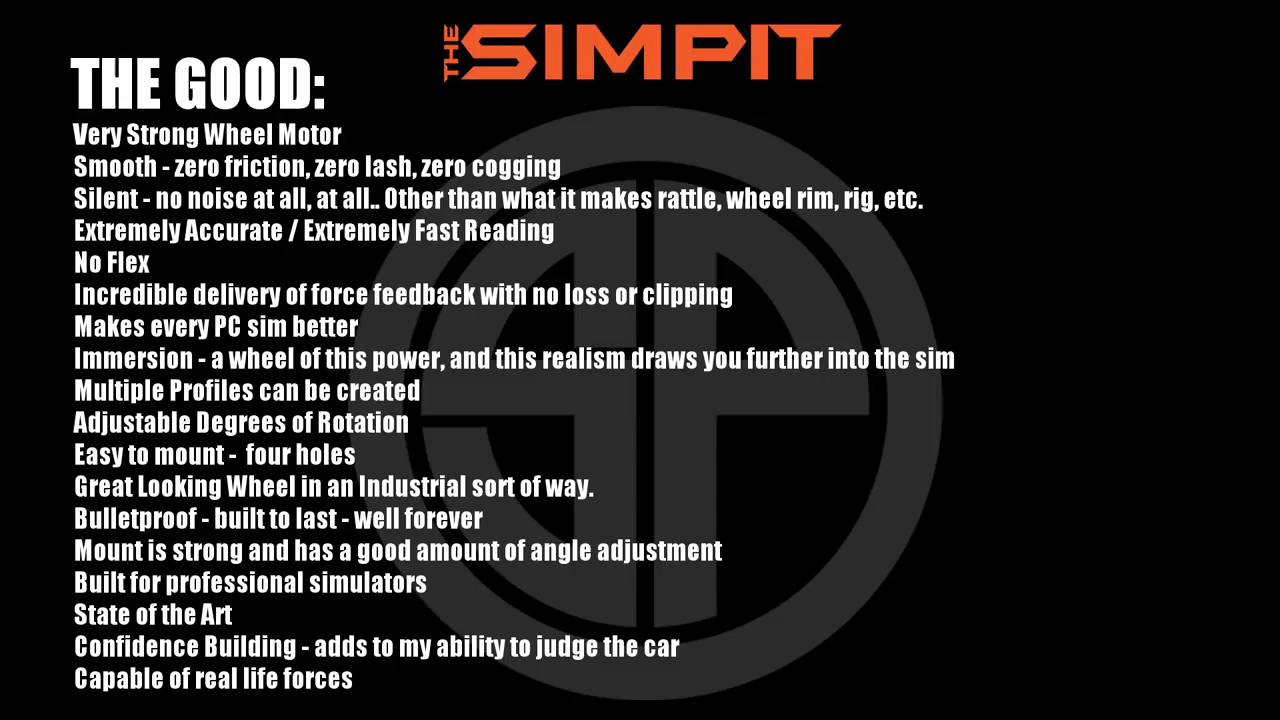 THE SIMPIT
THE GOOD:
Very Strong Wheel Motor
Smooth - zero friction, zero lash, zero cogging
Silent - no noise at all, at all.. Other than what it makes rattle, wheel rim, rig, etc.
Extremely Accurate / Extremely Fast Reading
No Flex
Incredible delivery of force feedback with no loss or clipping
Makes every PC sim better
Immersion - a wheel of this power, and this realism draws you further into the sim
Multiple Profiles can be created
Adjustable Degrees of Rotation
Easy to mount -  four holes
Great Looking Wheel in an Industrial sort of way.
Bulletproof - built to last - well forever
Mount is strong and has a good amount of angle adjustment
Built for professional simulators
State of the Art
Confidence Building - adds to my ability to judge the car
Capable of real life forces